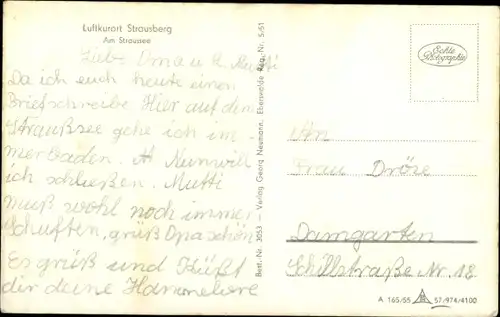 Luftkurort Strausberg
Am Straussee
Liebe Oma u. k. Mutti
Da ich euch heute einen
Brief schreibe Hier auf dem
Straußsee gehe ich im-
mer baden. Nun will
ich schließen. Mutti
muß wohl noch immer
schuften, grüß Opa schön
Es grüß und Küßt
dir deine Hannelore
Best.-Nr. 3053 – Verlag Georg Neumann, Eberswalde Reg. Nr. 5/51
Echte
Photographie
An
Frau Dröse
Damgarten
Schillstraße Nr. 18
A 165/55 57/974/4100